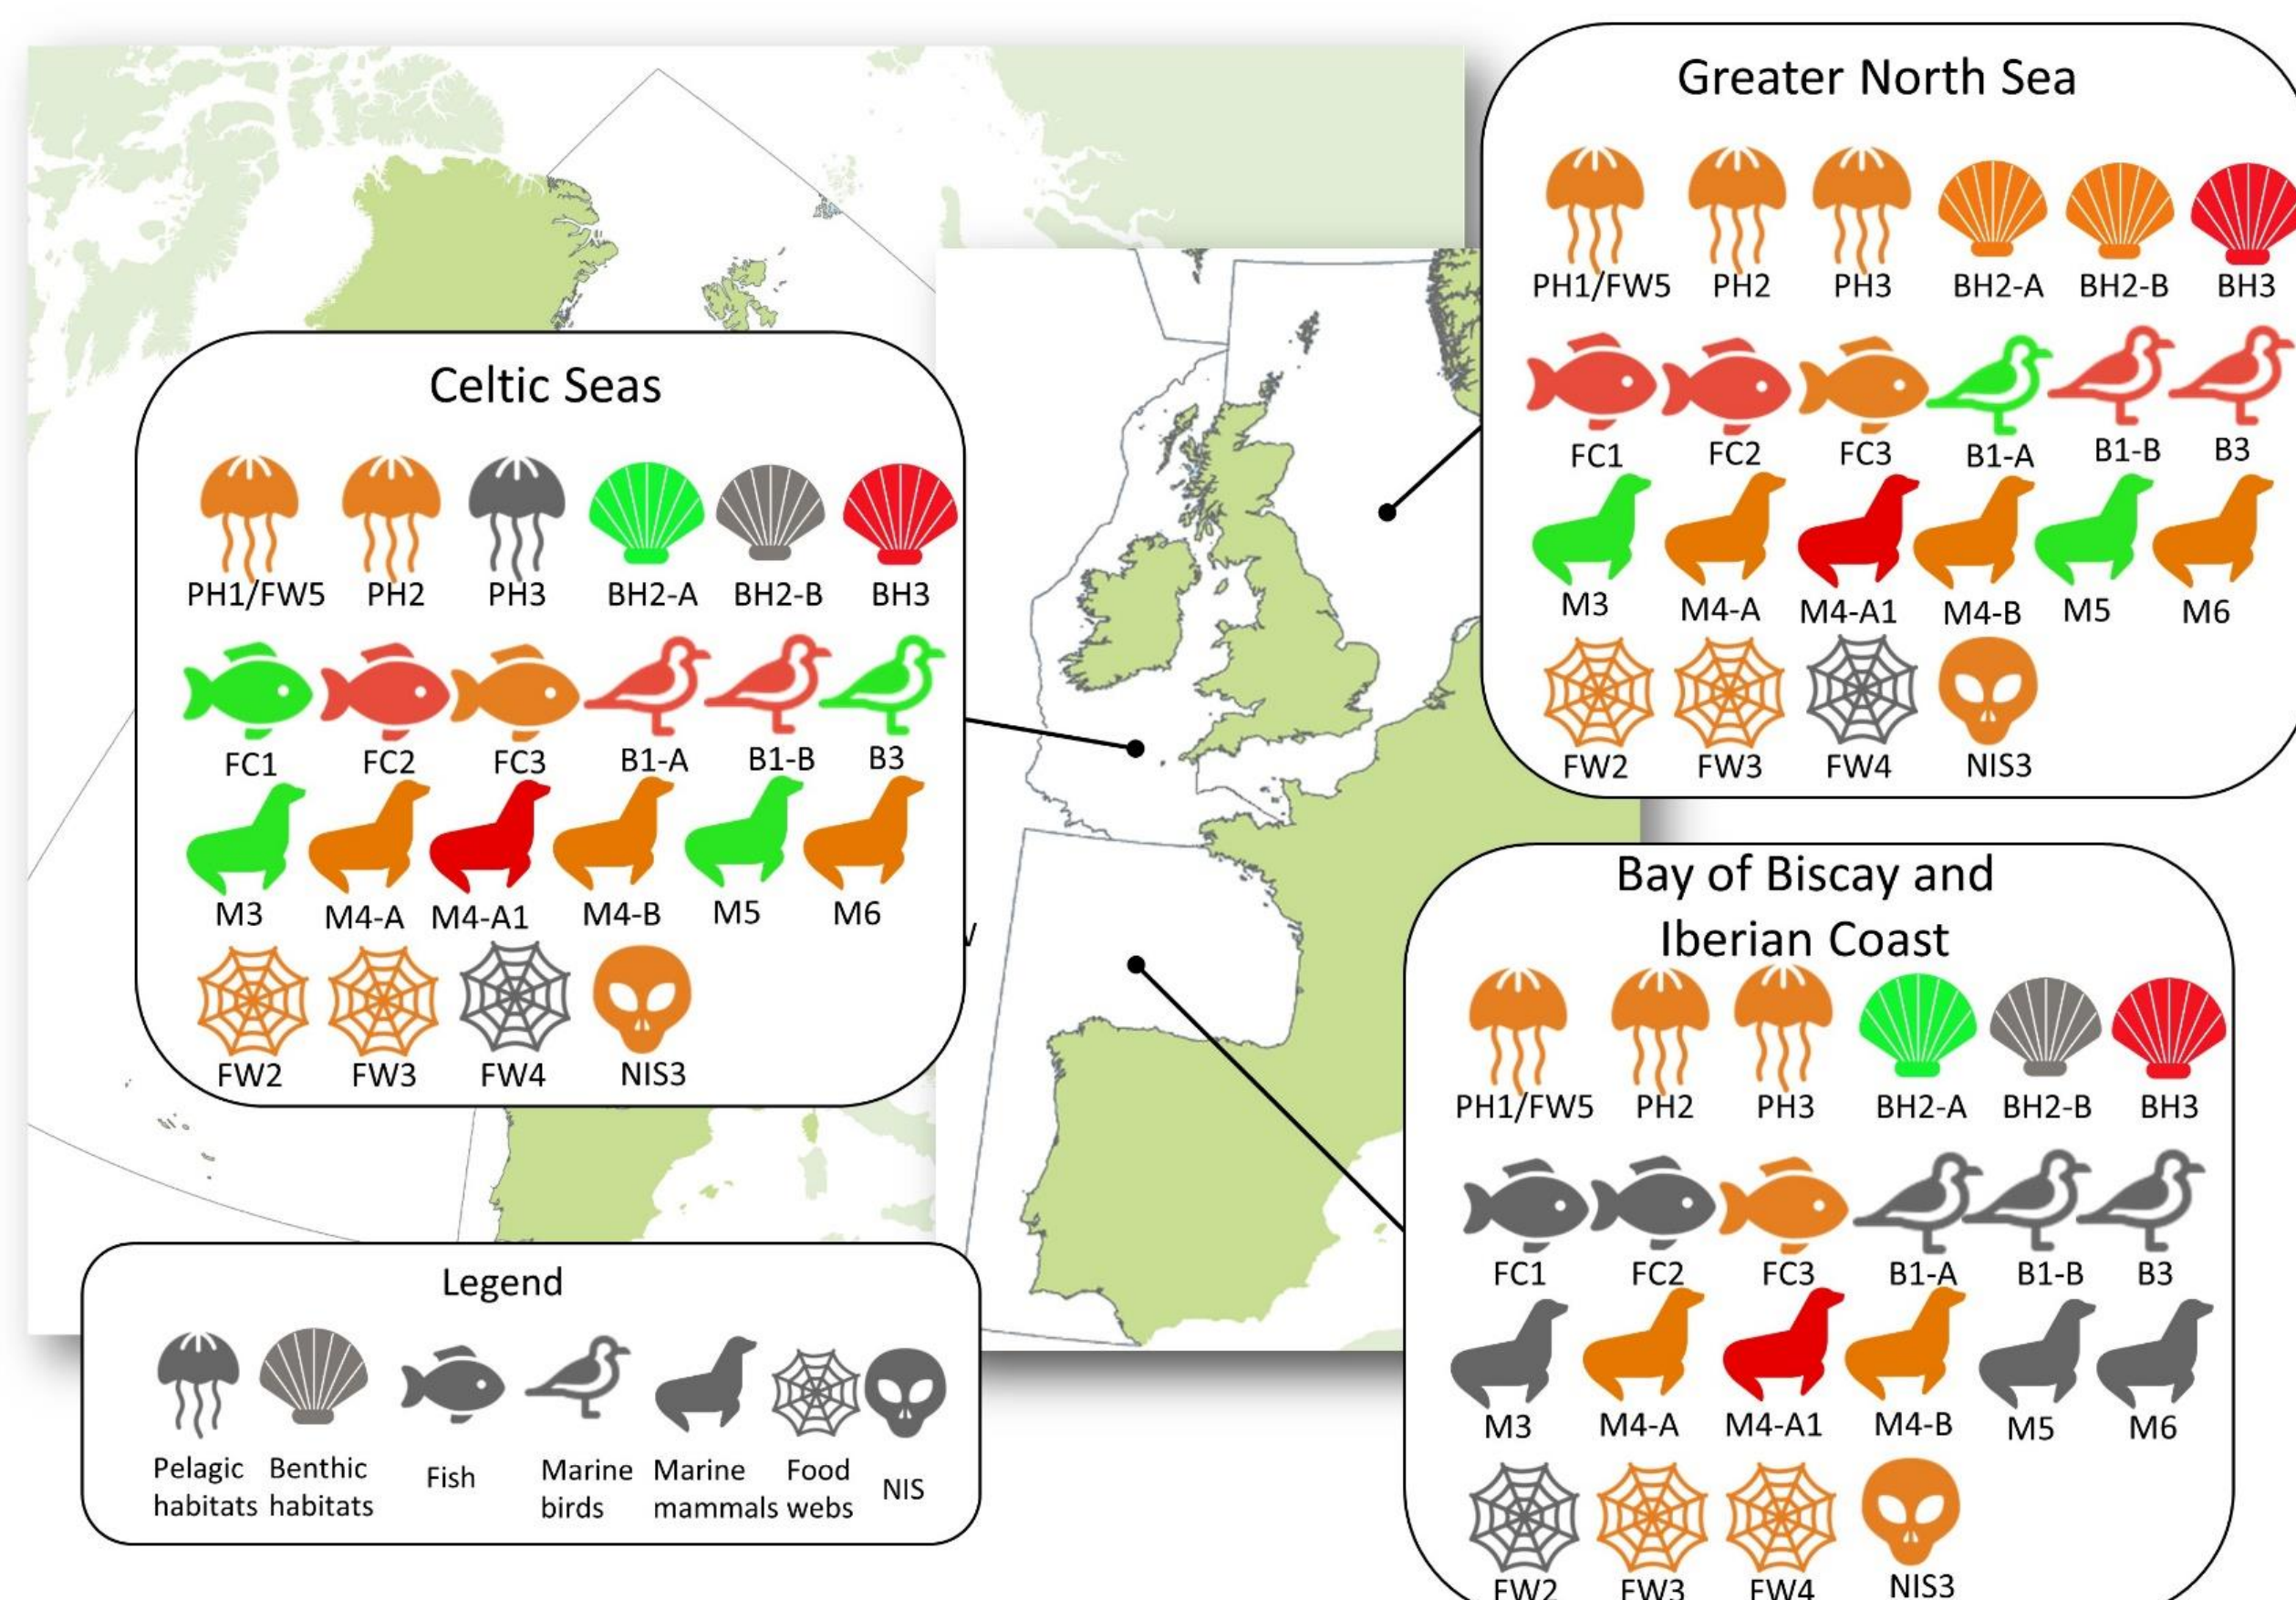 Greater North Sea
PH1/FW5 PH2 PH3 BH2-A BH2-B BH3
FC1 FC2 FC3 B1-A B1-B B3
M3 M4-A M4-A1 M4-B M5 M6
FW2 FW3 FW4 NIS3
Celtic Seas
PH1/FW5 PH2 PH3 BH2-A BH2-B BH3
FC1 FC2 FC3 B1-A B1-B B3
M3 M4-A M4-A1 M4-B M5 M6
FW2 FW3 FW4 NIS3
Bay of Biscay and
Iberian Coast
PH1/FW5 PH2 PH3 BH2-A BH2-B BH3
FC1 FC2 FC3 B1-A B1-B B3
M3 M4-A M4-A1 M4-B M5 M6
FW2 FW3 FW4 NIS3
Legend
Pelagic
habitats
Benthic
habitats
Fish
Marine
birds
Marine
mammals
Food
webs
NIS